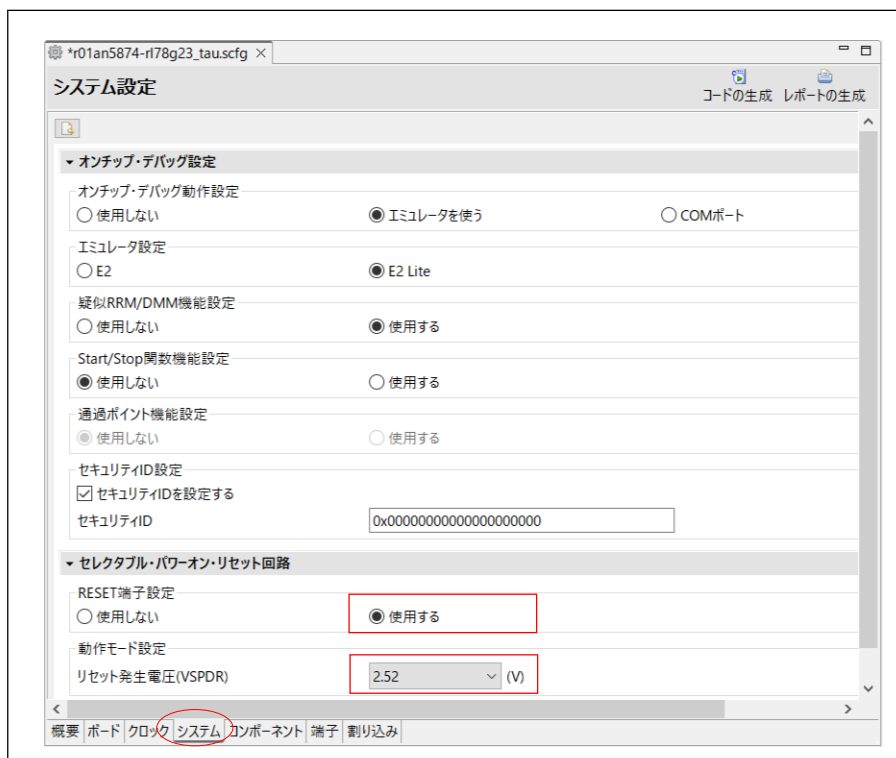 *r01an5874-rl78g23_tau.scfg
システム設定
コードの生成 レポートの生成
オンチップ・デバッグ設定
オンチップ・デバッグ動作設定
使用しない エミュレータを使う COMポート
エミュレータ設定
E2 E2 Lite
疑似RRM/DMM機能設定
使用しない 使用する
Start/Stop関数機能設定
使用しない 使用する
通過ポイント機能設定
使用しない 使用する
セキュリティID設定
セキュリティIDを設定する
セキュリティID 0x00000000000000000000
セレクタブル・パワーオン・リセット回路
RESET端子設定
使用しない 使用する
動作モード設定
リセット発生電圧(VSPDR) 2.52 (V)
概要 ボード クロック システム コンポーネント 端子 割り込み